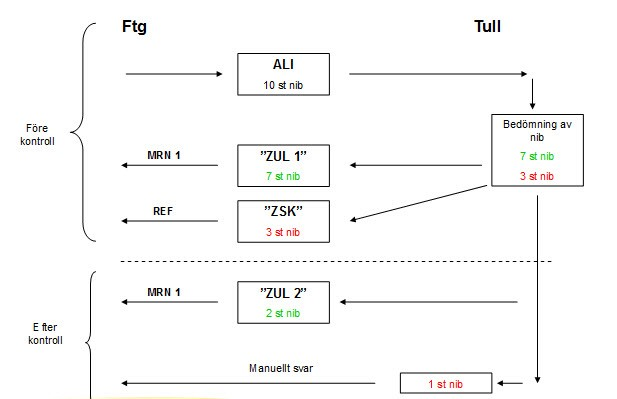 Ftg
Tull
ALI
10 st nib
Bedömning av
nib
7 st nib
3 st nib
Före
kontroll
MRN 1
"ZUL 1"
7 st nib
REF
"ZSK"
3 st nib
MRN 1
"ZUL 2"
2 st nib
Efter
kontroll
Manuellt svar
1 st nib